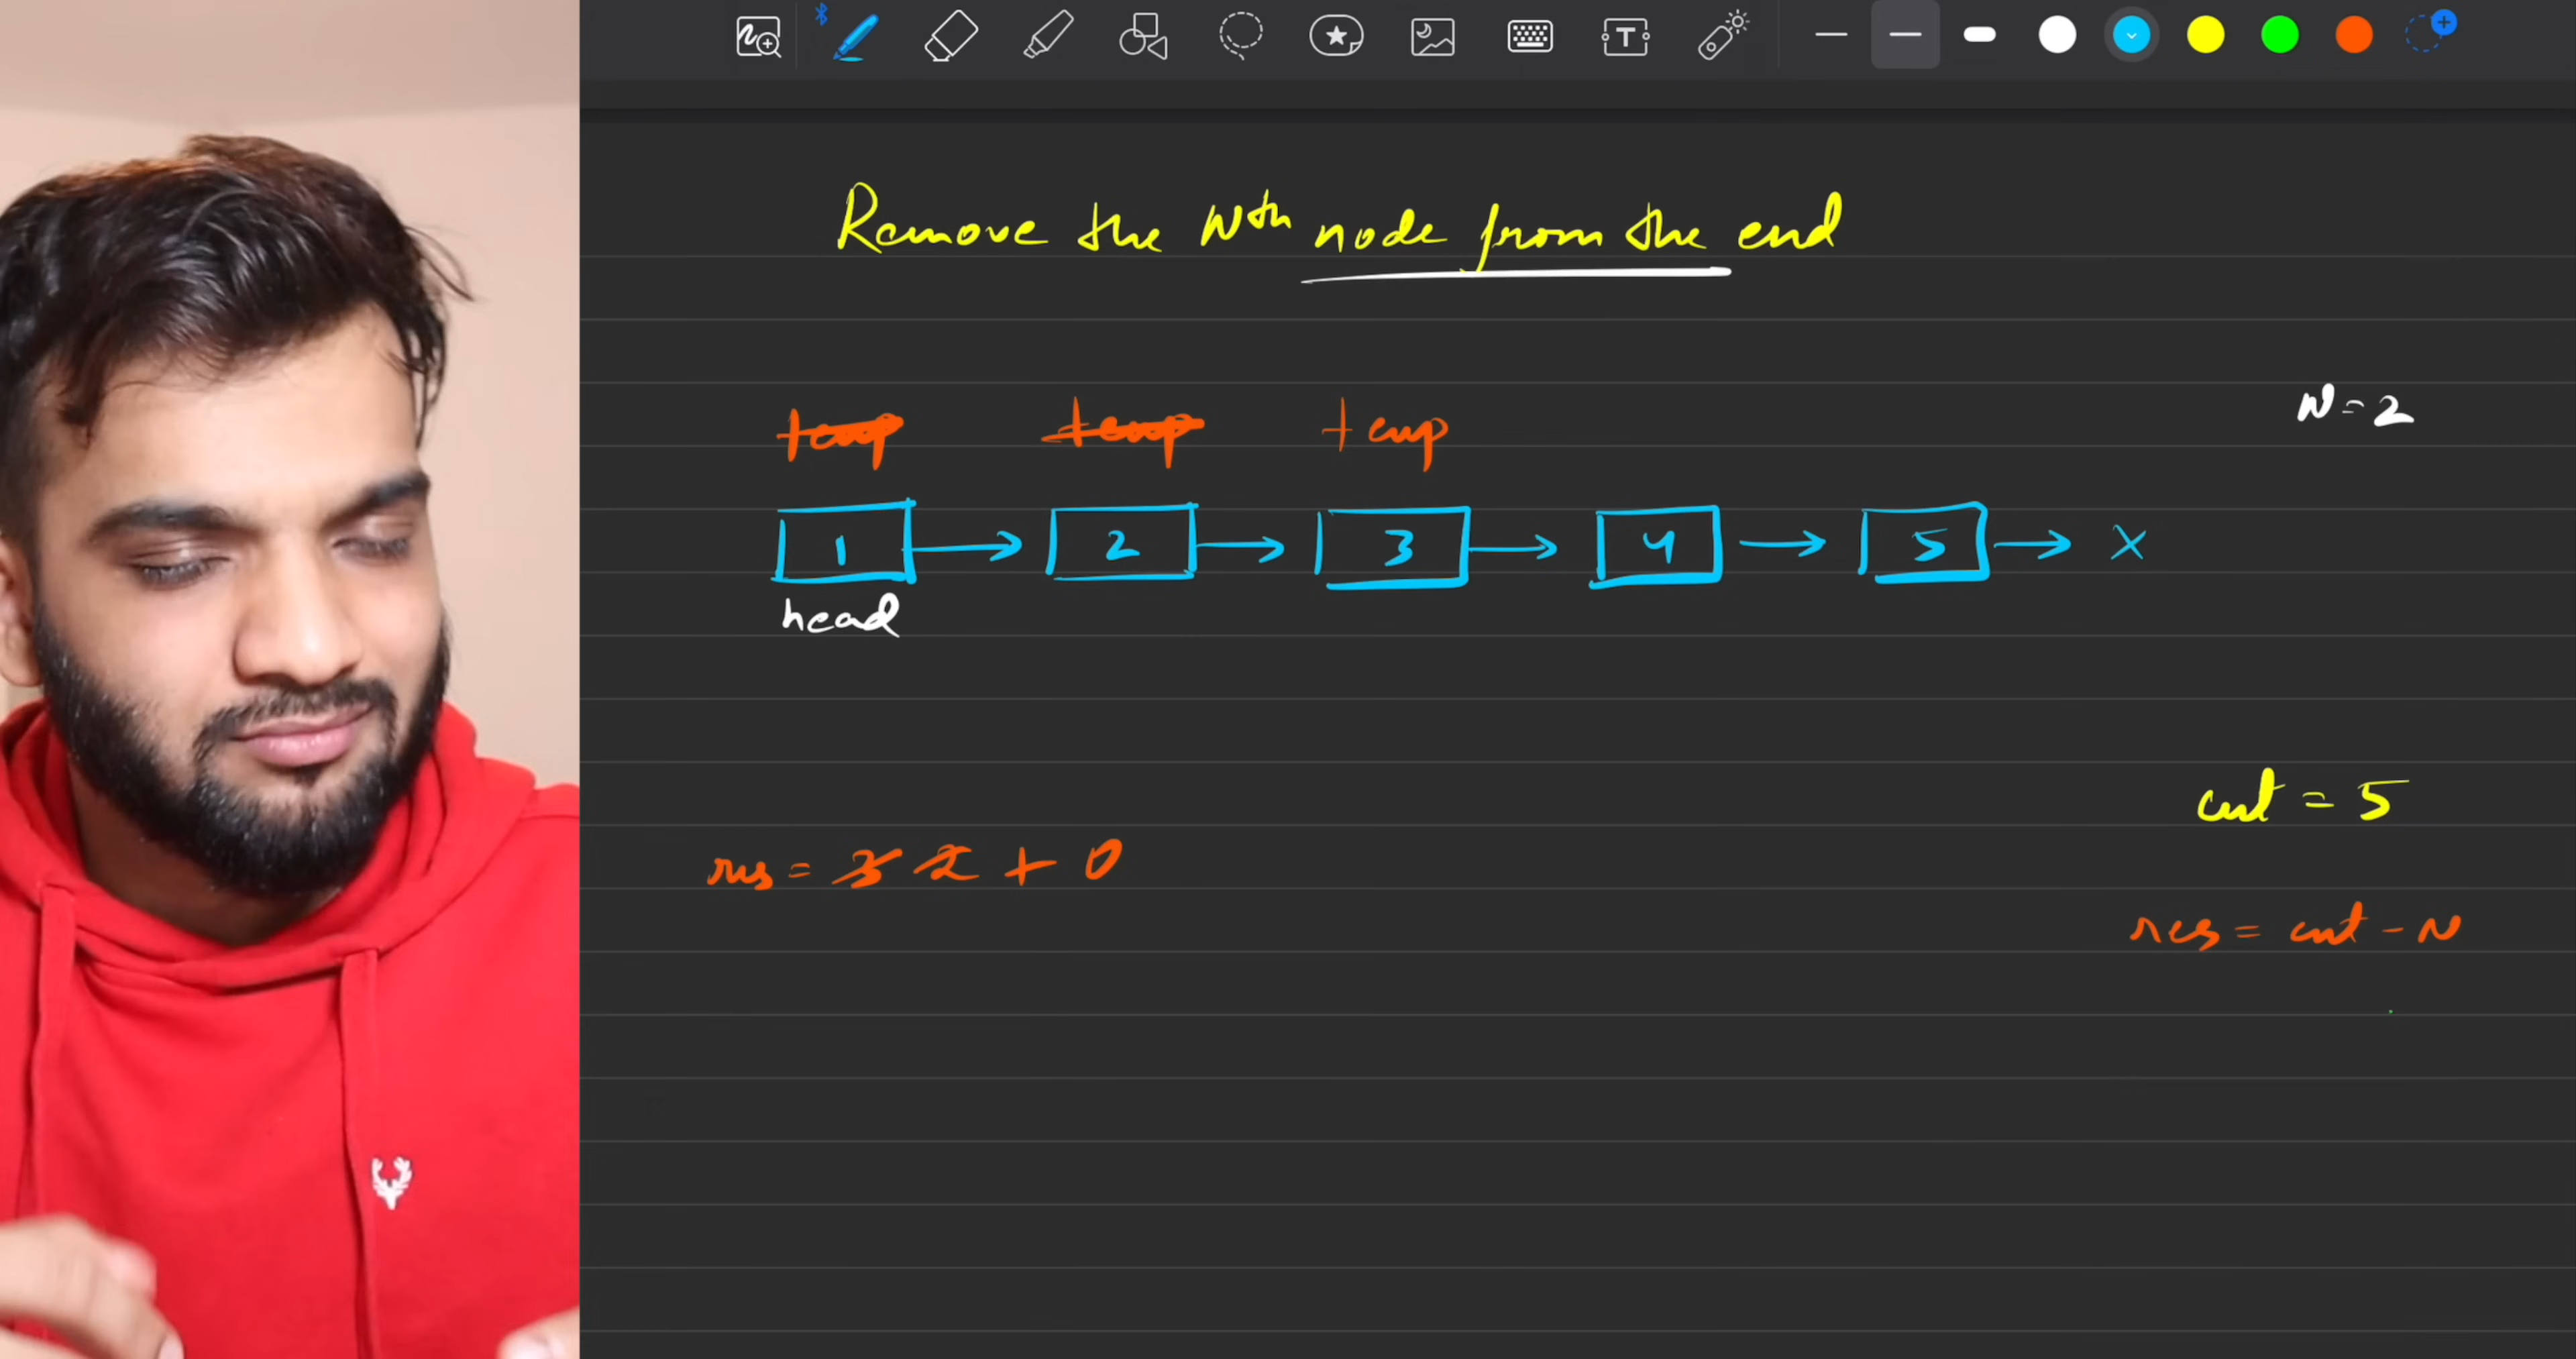 Remove the Nth node from the end
N = 2
temp temp temp
1 → 2 → 3 → 4 → 5 → X
head
cnt = 5
res = 3 2 1 0
res = cnt - N